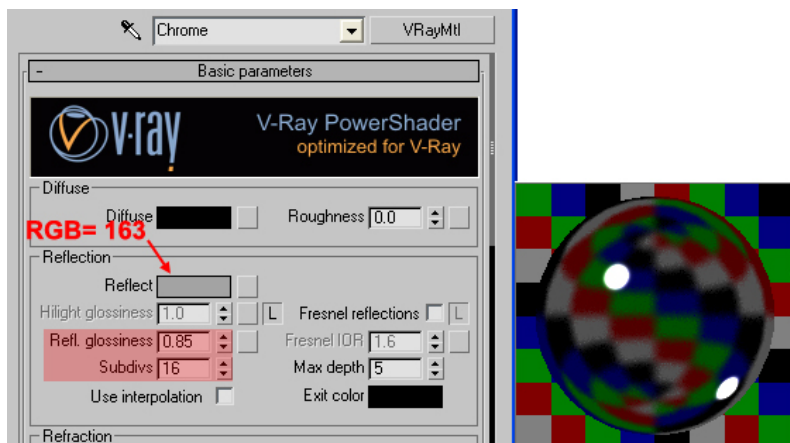 Chrome VRayMtl
- Basic parameters
V·ray V-Ray PowerShader
optimized for V-Ray
Diffuse
Diffuse Roughness 0.0
RGB= 163
Reflection
Reflect
Hilight glossiness 1.0 L Fresnel reflections L
Refl. glossiness 0.85 Fresnel IOR 1.6
Subdivs 16 Max depth 5
Use interpolation Exit color
Refraction